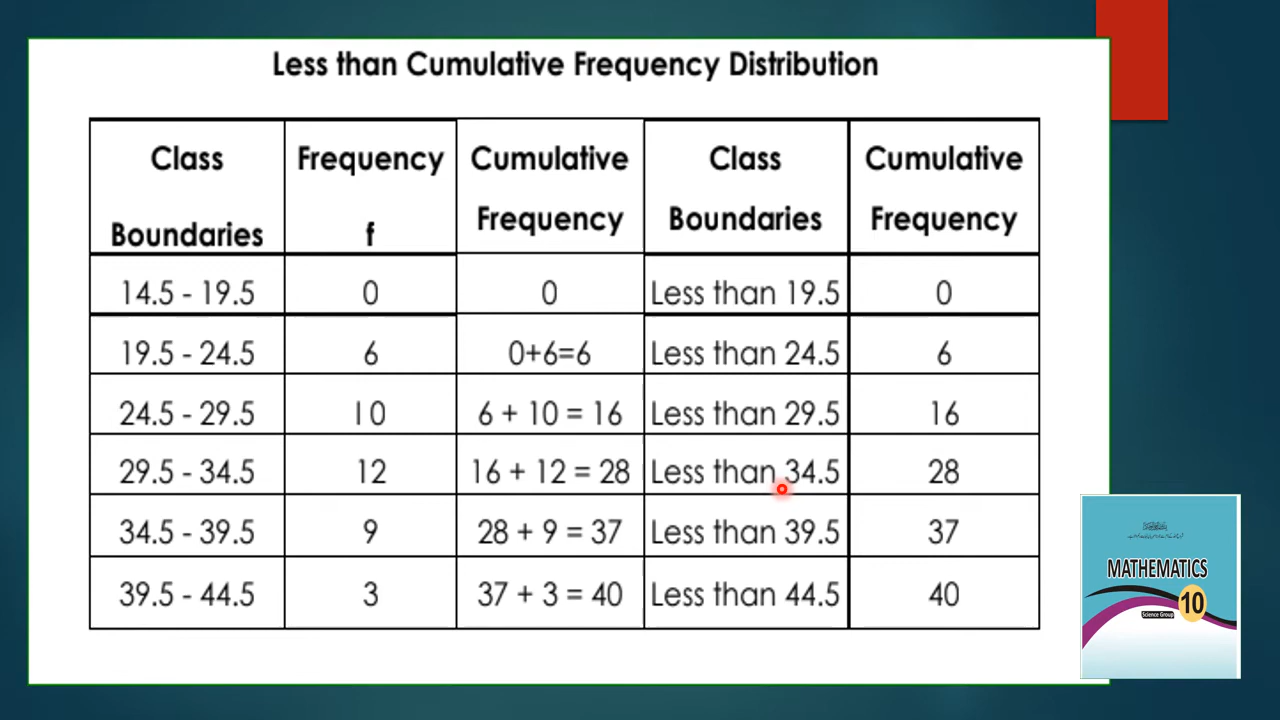 Less than Cumulative Frequency Distribution
Class Boundaries Frequency f Cumulative Frequency Class Boundaries Cumulative Frequency
14.5 - 19.5 0 0 Less than 19.5 0
19.5 - 24.5 6 0+6=6 Less than 24.5 6
24.5 - 29.5 10 6 + 10 = 16 Less than 29.5 16
29.5 - 34.5 12 16 + 12 = 28 Less than 34.5 28
34.5 - 39.5 9 28 + 9 = 37 Less than 39.5 37
39.5 - 44.5 3 37 + 3 = 40 Less than 44.5 40
MATHEMATICS
10
Science Group